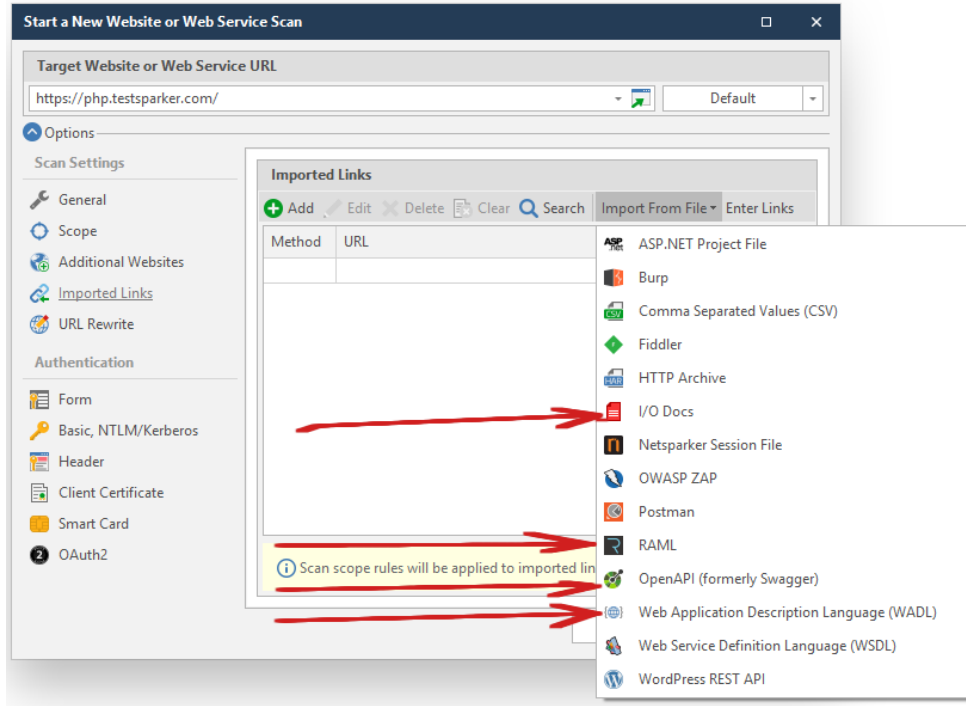 Start a New Website or Web Service Scan
Target Website or Web Service URL
https://php.testsparker.com/
Default
Options
Scan Settings
General
Scope
Additional Websites
Imported Links
URL Rewrite
Authentication
Form
Basic, NTLM/Kerberos
Header
Client Certificate
Smart Card
2 OAuth2
Imported Links
Add Edit Delete Clear Search Import From File Enter Links
Method URL
Scan scope rules will be applied to imported lin
ASP.net ASP.NET Project File
Burp
CSV Comma Separated Values (CSV)
Fiddler
HAR HTTP Archive
I/O Docs
n Netsparker Session File
OWASP ZAP
Postman
RAML
OpenAPI (formerly Swagger)
Web Application Description Language (WADL)
Web Service Definition Language (WSDL)
WordPress REST API